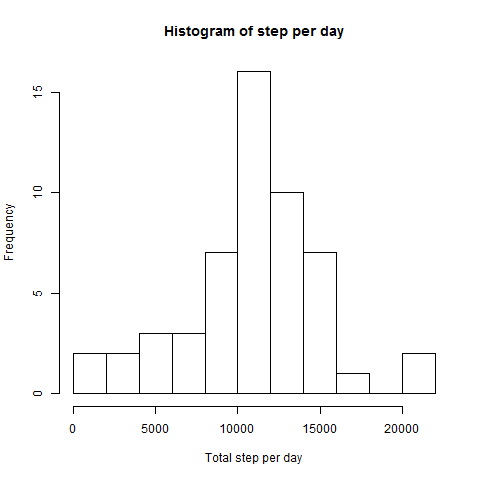 Histogram of step per day
Frequency
15
10
5
0
0 5000 10000 15000 20000
Total step per day